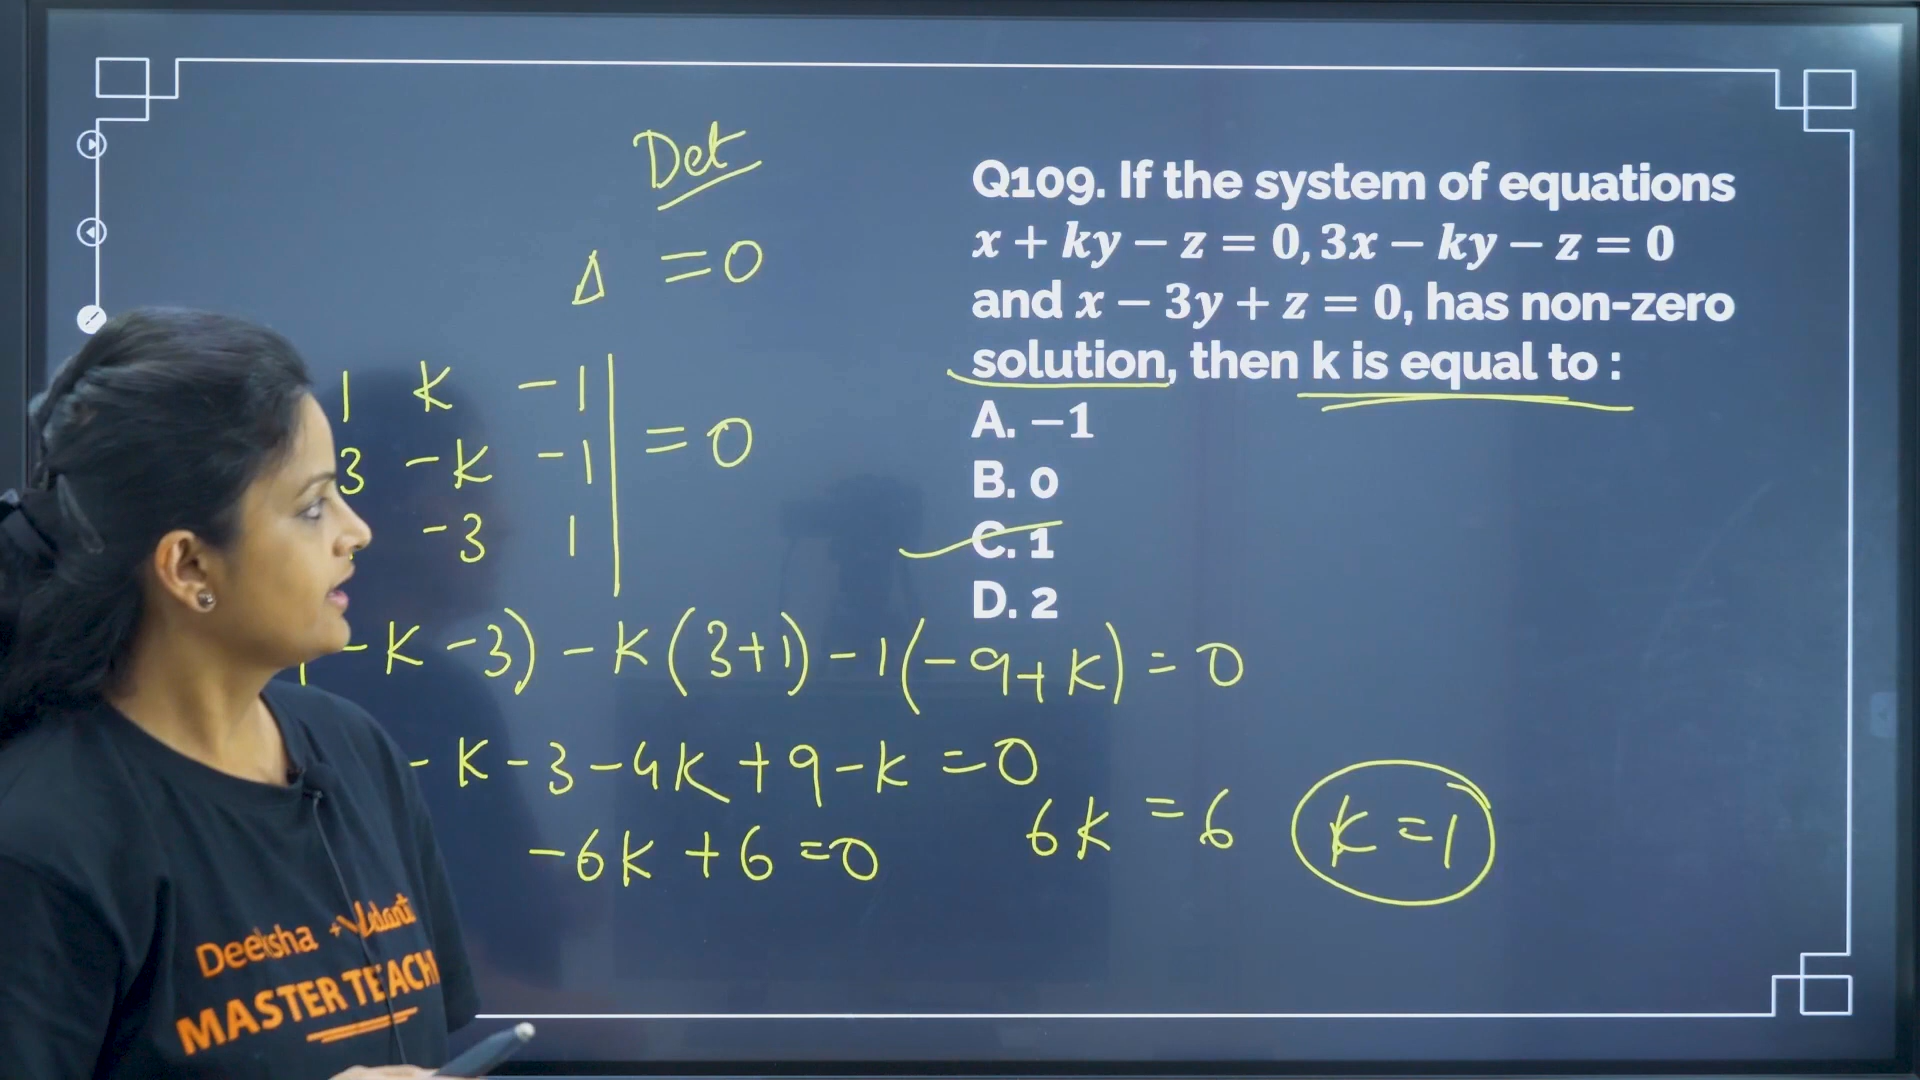 Det
Δ = 0
Q109. If the system of equations
x + ky − z = 0, 3x − ky − z = 0
and x − 3y + z = 0, has non-zero
solution, then k is equal to :
A. −1
B. 0
C. 1
D. 2
1 K -1
3 -K -1 = 0
-3 1
-K -3) - K (3+1) -1 (-9+K) = 0
-K -3 -4K +9 -K = 0
-6K +6 = 0
6K = 6
K = 1
Deeksha
MASTER TEACH